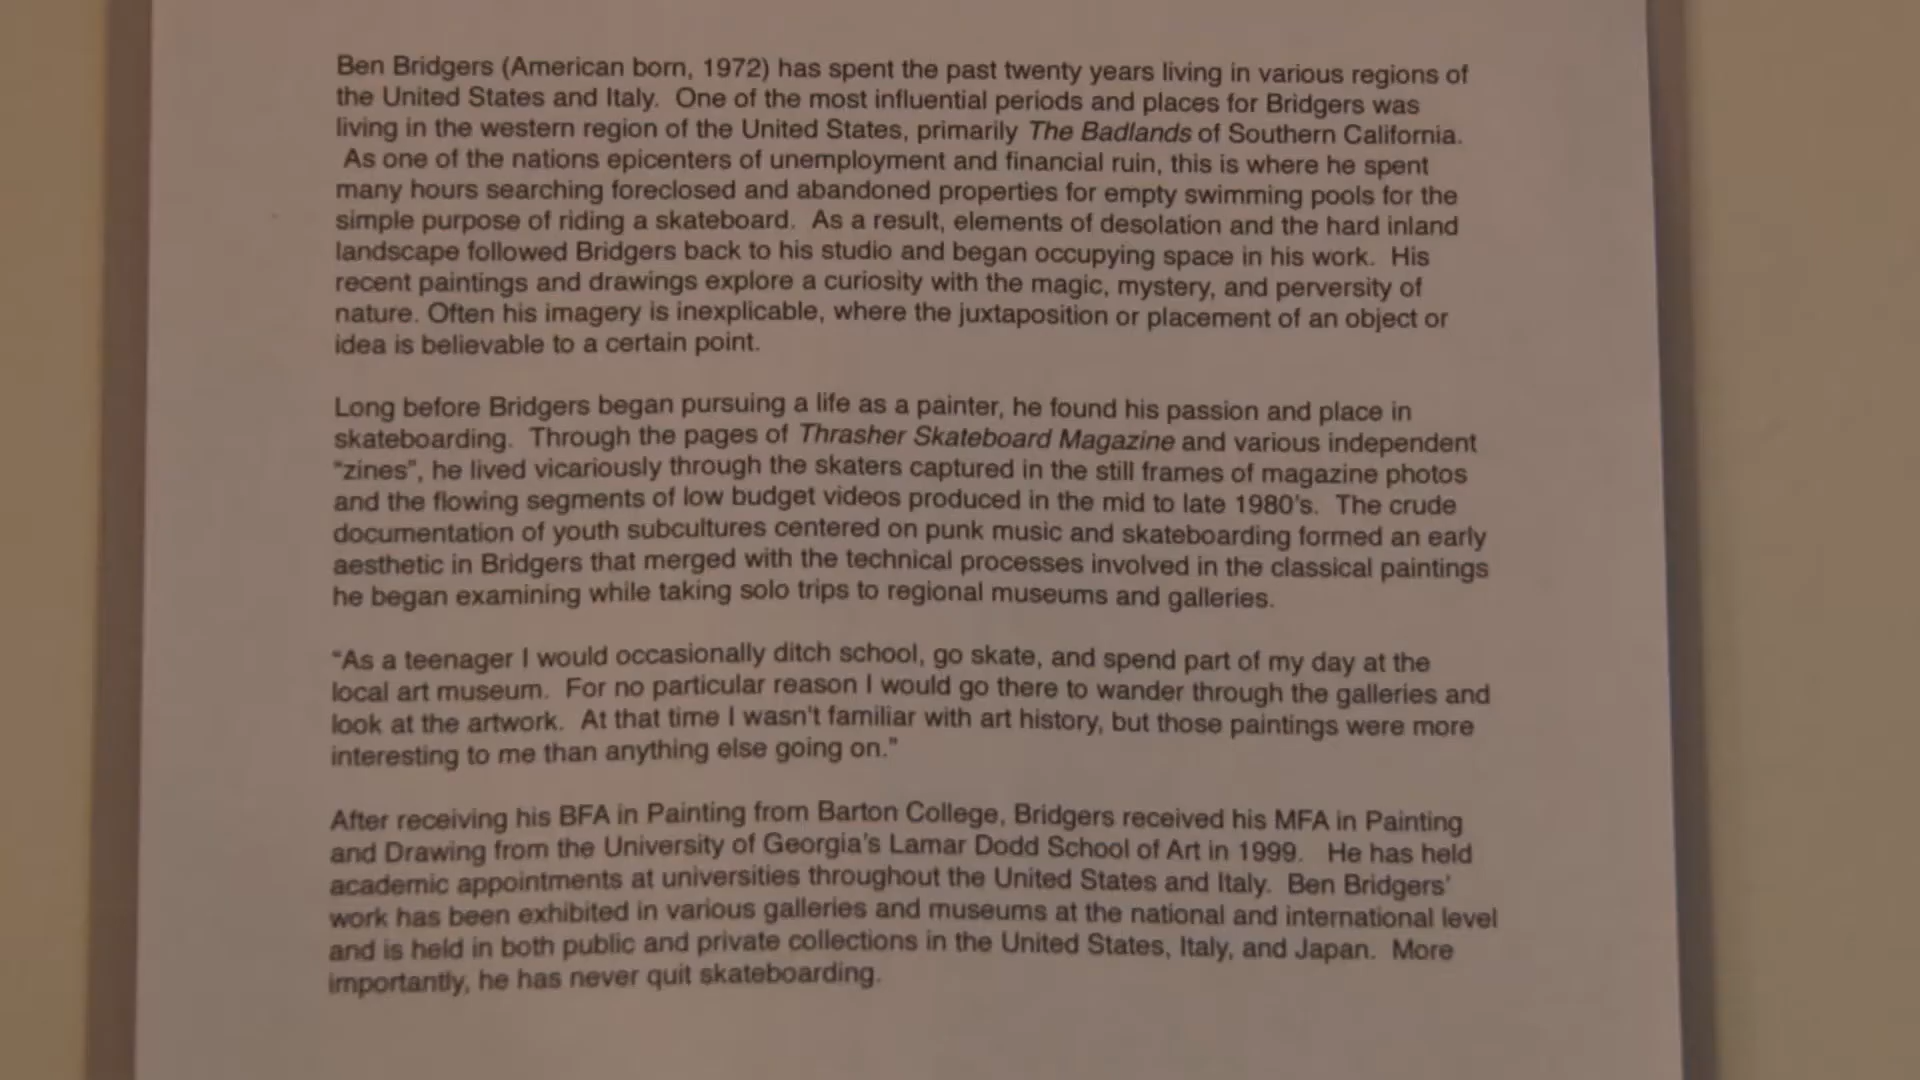 Ben Bridgers (American born, 1972) has spent the past twenty years living in various regions of
the United States and Italy.  One of the most influential periods and places for Bridgers was
living in the western region of the United States, primarily The Badlands of Southern California.
As one of the nations epicenters of unemployment and financial ruin, this is where he spent
many hours searching foreclosed and abandoned properties for empty swimming pools for the
simple purpose of riding a skateboard.  As a result, elements of desolation and the hard inland
landscape followed Bridgers back to his studio and began occupying space in his work.  His
recent paintings and drawings explore a curiosity with the magic, mystery, and perversity of
nature. Often his imagery is inexplicable, where the juxtaposition or placement of an object or
idea is believable to a certain point.
Long before Bridgers began pursuing a life as a painter, he found his passion and place in
skateboarding.  Through the pages of Thrasher Skateboard Magazine and various independent
"zines", he lived vicariously through the skaters captured in the still frames of magazine photos
and the flowing segments of low budget videos produced in the mid to late 1980's.  The crude
documentation of youth subcultures centered on punk music and skateboarding formed an early
aesthetic in Bridgers that merged with the technical processes involved in the classical paintings
he began examining while taking solo trips to regional museums and galleries.
"As a teenager I would occasionally ditch school, go skate, and spend part of my day at the
local art museum.  For no particular reason I would go there to wander through the galleries and
look at the artwork.  At that time I wasn't familiar with art history, but those paintings were more
interesting to me than anything else going on."
After receiving his BFA in Painting from Barton College, Bridgers received his MFA in Painting
and Drawing from the University of Georgia's Lamar Dodd School of Art in 1999.   He has held
academic appointments at universities throughout the United States and Italy.  Ben Bridgers'
work has been exhibited in various galleries and museums at the national and international level
and is held in both public and private collections in the United States, Italy, and Japan.  More
importantly, he has never quit skateboarding.